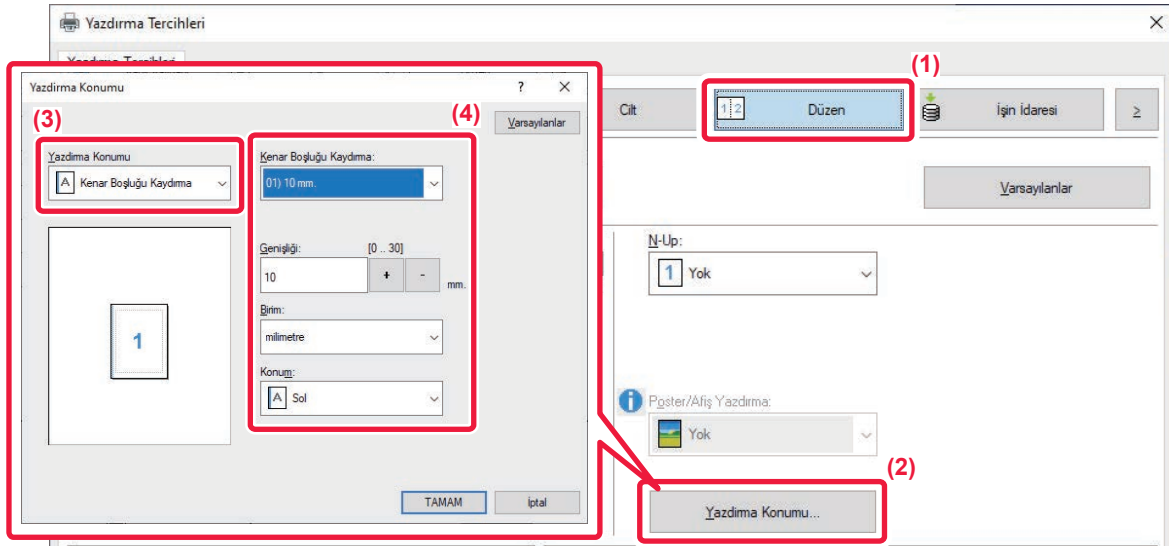 Yazdırma Tercihleri
(1)
Yazdırma Konumu
?
(3)
(4)
Varsayılanlar
Cilt
1 2
Düzen
İşin İdaresi
≥
Yazdırma Konumu
A Kenar Boşluğu Kaydırma
Kenar Boşluğu Kaydırma:
01) 10 mm.
Varsayılanlar
Genişliği:
[0 .. 30]
10
+
-
mm.
N-Up:
1 Yok
Birim:
milimetre
1
Konum:
A Sol
Poster/Afiş Yazdırma:
Yok
(2)
TAMAM
İptal
Yazdırma Konumu...